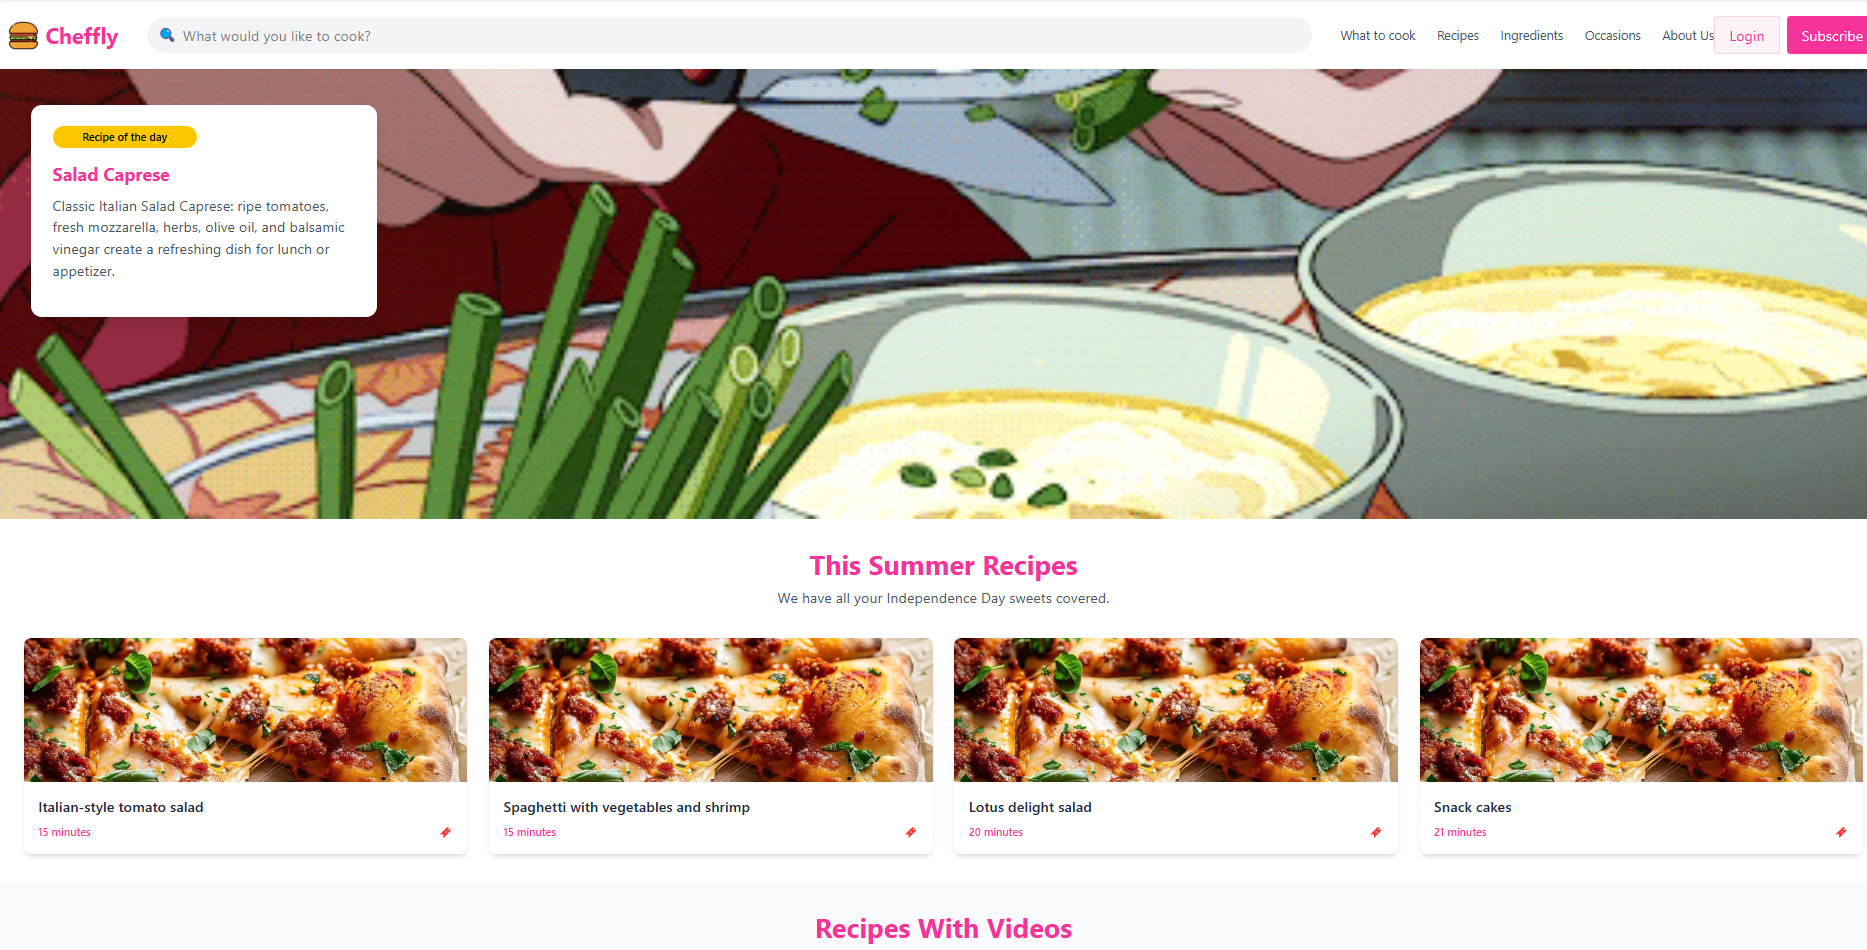 Cheffly
What would you like to cook?
What to cook
Recipes
Ingredients
Occasions
About Us
Login
Subscribe
Recipe of the day
Salad Caprese
Classic Italian Salad Caprese: ripe tomatoes,
fresh mozzarella, herbs, olive oil, and balsamic
vinegar create a refreshing dish for lunch or
appetizer.
This Summer Recipes
We have all your Independence Day sweets covered.
Italian-style tomato salad
15 minutes
Spaghetti with vegetables and shrimp
15 minutes
Lotus delight salad
20 minutes
Snack cakes
21 minutes
Recipes With Videos